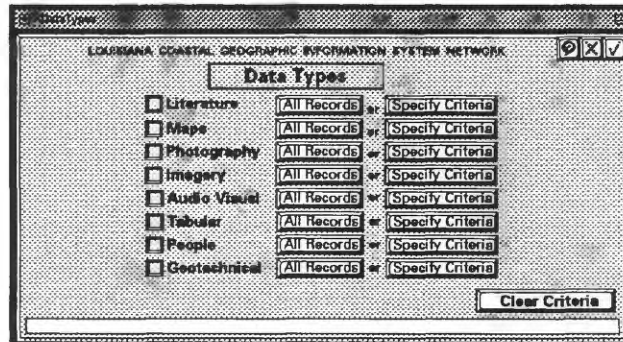 DataTypes
LOUISIANA COASTAL GEOGRAPHIC INFORMATION SYSTEM NETWORK
Data Types
Literature All Records or Specify Criteria
Maps All Records or Specify Criteria
Photography All Records or Specify Criteria
Imagery All Records or Specify Criteria
Audio Visual All Records or Specify Criteria
Tabular All Records or Specify Criteria
People All Records or Specify Criteria
Geotechnical All Records or Specify Criteria
Clear Criteria